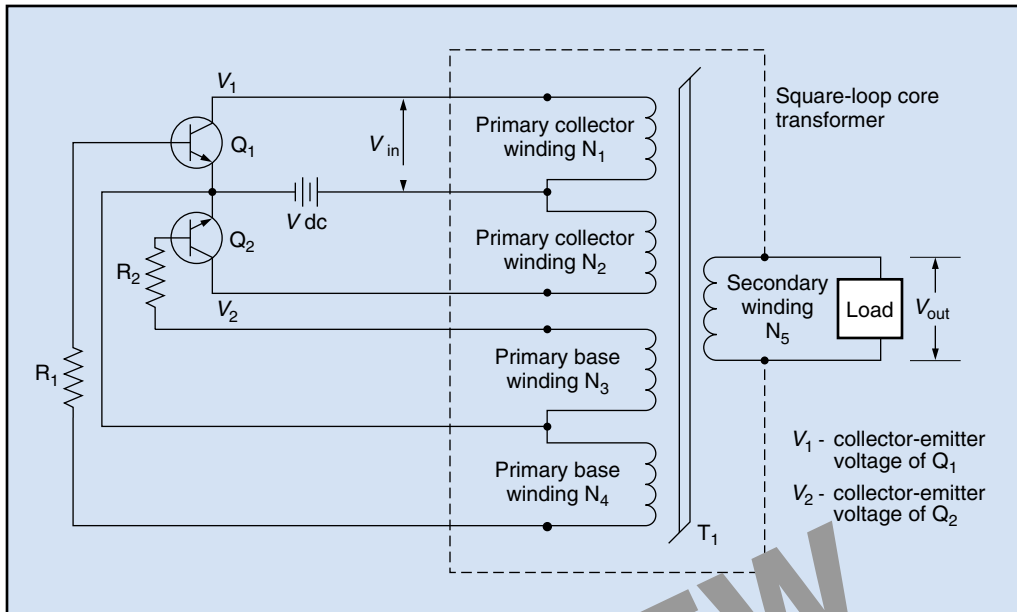 V₁
Q₁
V in
V dc
Q₂
R₂
V₂
R₁
Primary collector
winding N₁
Primary collector
winding N₂
Primary base
winding N₃
Primary base
winding N₄
T₁
Square-loop core
transformer
Secondary
winding
N₅
Load
Vout
V₁ - collector-emitter
voltage of Q₁
V₂ - collector-emitter
voltage of Q₂